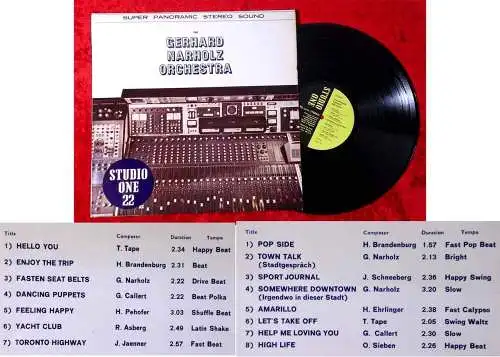 SUPER PANORAMIC STEREO SOUND
THE
GERHARD
NARHOLZ
ORCHESTRA
STUDIO
ONE
22
STUDIO
ONE
Title Composer Duration Tempo
1) HELLO YOU T. Tape 2.34 Happy Beat
2) ENJOY THE TRIP H. Brandenburg 2.31 Beat
3) FASTEN SEAT BELTS G. Narholz 2.22 Drive Beat
4) DANCING PUPPETS G. Callert 2.22 Beat Polka
5) FEELING HAPPY H. Pehofer 3.03 Shuffle Beat
6) YACHT CLUB R. Asberg 2.49 Latin Shake
7) TORONTO HIGHWAY J. Jaenner 2.57 Fast Beat
Title Composer Duration Tempo
1) POP SIDE H. Brandenburg 1.57 Fast Pop Beat
2) TOWN TALK G. Narholz 2.13 Bright
(Stadtgespräch)
3) SPORT JOURNAL J. Schneeberg 2.36 Happy Swing
4) SOMEWHERE DOWNTOWN G. Narholz 3.20 Slow
(Irgendwo in dieser Stadt)
5) AMARILLO H. Ehrlinger 2.38 Fast Calypso
6) LET'S TAKE OFF T. Tape 2.05 Swing Waltz
7) HELP ME LOVING YOU G. Callert 2.30 Slow
8) HIGH LIFE O. Sieben 2.26 Happy Beat